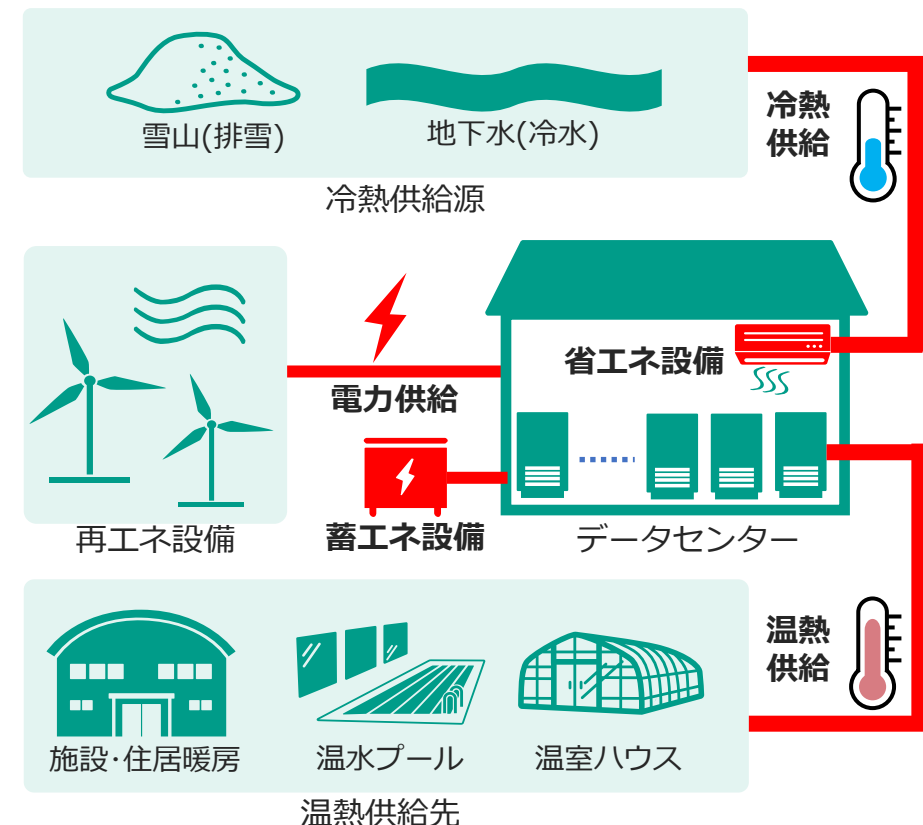 雪山(排雪)
地下水(冷水)
冷熱供給源
冷熱
供給
省エネ設備
電力供給
再エネ設備
蓄エネ設備
データセンター
温熱
供給
施設･住居暖房
温水プール
温室ハウス
温熱供給先